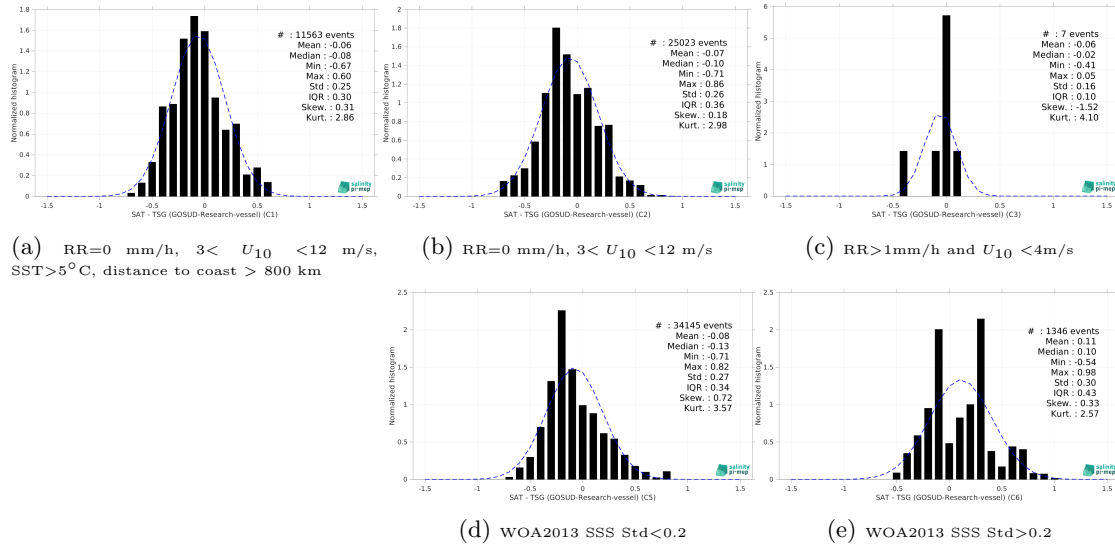 1.8
1.6
1.4
1.2
1
0.8
0.6
0.4
0.2
0
-1.5
-1
-0.5
0
0.5
1
1.5
Normalized histogram
SAT - TSG (GOSUD-Research-vessel) (C1)
# : 11563 events
Mean : -0.06
Median : -0.08
Min : -0.67
Max : 0.60
Std : 0.25
IQR : 0.30
Skew. : 0.31
Kurt. : 2.86
salinity
pi-mep
2
1.8
1.6
1.4
1.2
1
0.8
0.6
0.4
0.2
0
-1.5
-1
-0.5
0
0.5
1
1.5
Normalized histogram
SAT - TSG (GOSUD-Research-vessel) (C2)
# : 25023 events
Mean : -0.07
Median : -0.10
Min : -0.71
Max : 0.86
Std : 0.26
IQR : 0.36
Skew. : 0.18
Kurt. : 2.98
salinity
pi-mep
6
5
4
3
2
1
0
-1.5
-1
-0.5
0
0.5
1
1.5
Normalized histogram
SAT - TSG (GOSUD-Research-vessel) (C3)
# : 7 events
Mean : -0.06
Median : -0.02
Min : -0.41
Max : 0.05
Std : 0.16
IQR : 0.10
Skew. : -1.52
Kurt. : 4.10
salinity
pi-mep
(a) RR=0 mm/h, 3< U10 <12 m/s,
SST>5°C, distance to coast > 800 km
(b) RR=0 mm/h, 3< U10 <12 m/s
(c) RR>1mm/h and U10 <4m/s
2.5
2
1.5
1
0.5
0
-1.5
-1
-0.5
0
0.5
1
1.5
Normalized histogram
SAT - TSG (GOSUD-Research-vessel) (C5)
# : 34145 events
Mean : -0.08
Median : -0.13
Min : -0.71
Max : 0.82
Std : 0.27
IQR : 0.34
Skew. : 0.72
Kurt. : 3.57
salinity
pi-mep
2.5
2
1.5
1
0.5
0
-1.5
-1
-0.5
0
0.5
1
1.5
Normalized histogram
SAT - TSG (GOSUD-Research-vessel) (C6)
# : 1346 events
Mean : 0.11
Median : 0.10
Min : -0.54
Max : 0.98
Std : 0.30
IQR : 0.43
Skew. : 0.33
Kurt. : 2.57
salinity
pi-mep
(d) WOA2013 SSS Std<0.2
(e) WOA2013 SSS Std>0.2